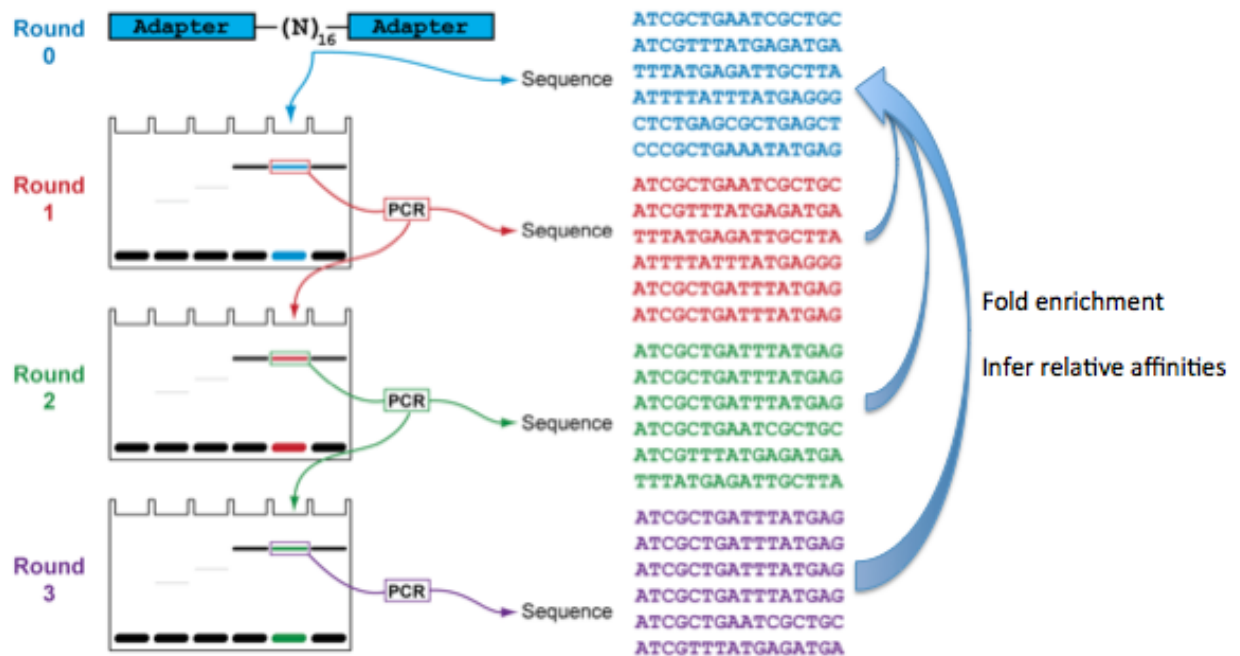 Round 0
Adapter (N)16 Adapter
Sequence
ATCGCTGAATCGCTGC
ATCGTTTATGAGATGA
TTTATGAGATTGCTTA
ATTTTATTTATGAGGG
CTCTGAGCGCTGAGCT
CCCGCTGAAATATGAG
Round 1
PCR
Sequence
ATCGCTGAATCGCTGC
ATCGTTTATGAGATGA
TTTATGAGATTGCTTA
ATTTTATTTATGAGGG
ATCGCTGATTTATGAG
ATCGCTGATTTATGAG
Round 2
PCR
Sequence
ATCGCTGATTTATGAG
ATCGCTGATTTATGAG
ATCGCTGATTTATGAG
ATCGCTGAATCGCTGC
ATCGTTTATGAGATGA
TTTATGAGATTGCTTA
Round 3
PCR
Sequence
ATCGCTGATTTATGAG
ATCGCTGATTTATGAG
ATCGCTGATTTATGAG
ATCGCTGATTTATGAG
ATCGCTGAATCGCTGC
ATCGTTTATGAGATGA
Fold enrichment
Infer relative affinities